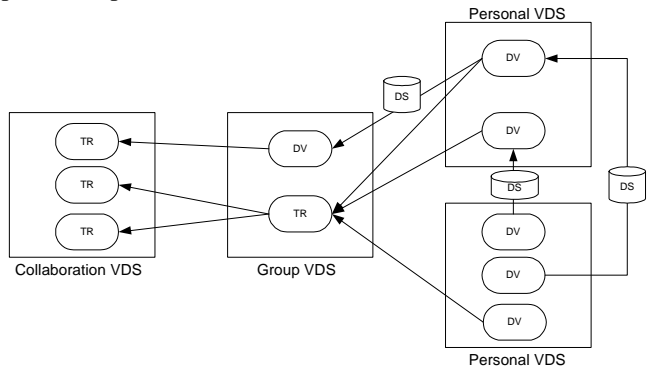 Personal VDS
DV
DS
DV
TR
TR
TR
Collaboration VDS
DV
TR
Group VDS
DS
DS
DV
DV
DV
Personal VDS